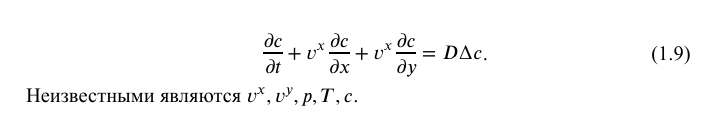 ∂c/∂t + v^x ∂c/∂x + v^x ∂c/∂y = DΔc. (1.9)
Неизвестными являются v^x, v^y, p, T, c.